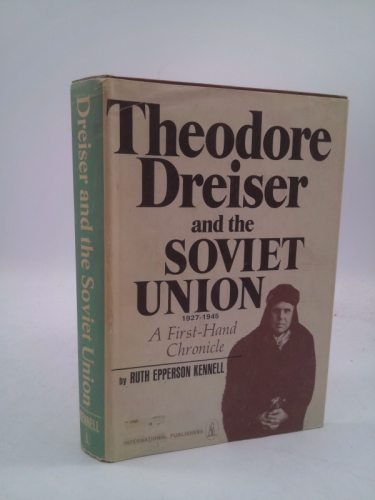 Theodore
Dreiser
and the
SOVIET
UNION
1927-1945
A First-Hand
Chronicle
by RUTH EPPERSON KENNELL
INTERNATIONAL PUBLISHERS
Dreiser and the Soviet Union
KENNELL